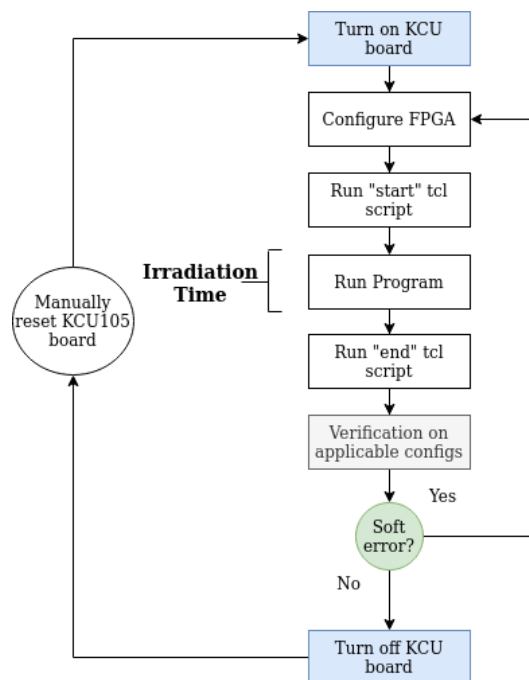 Turn on KCU
board
Configure FPGA
Run "start" tcl
script
Irradiation
Time
Run Program
Manually
reset KCU105
board
Run "end" tcl
script
Verification on
applicable configs
Yes
Soft
error?
No
Turn off KCU
board